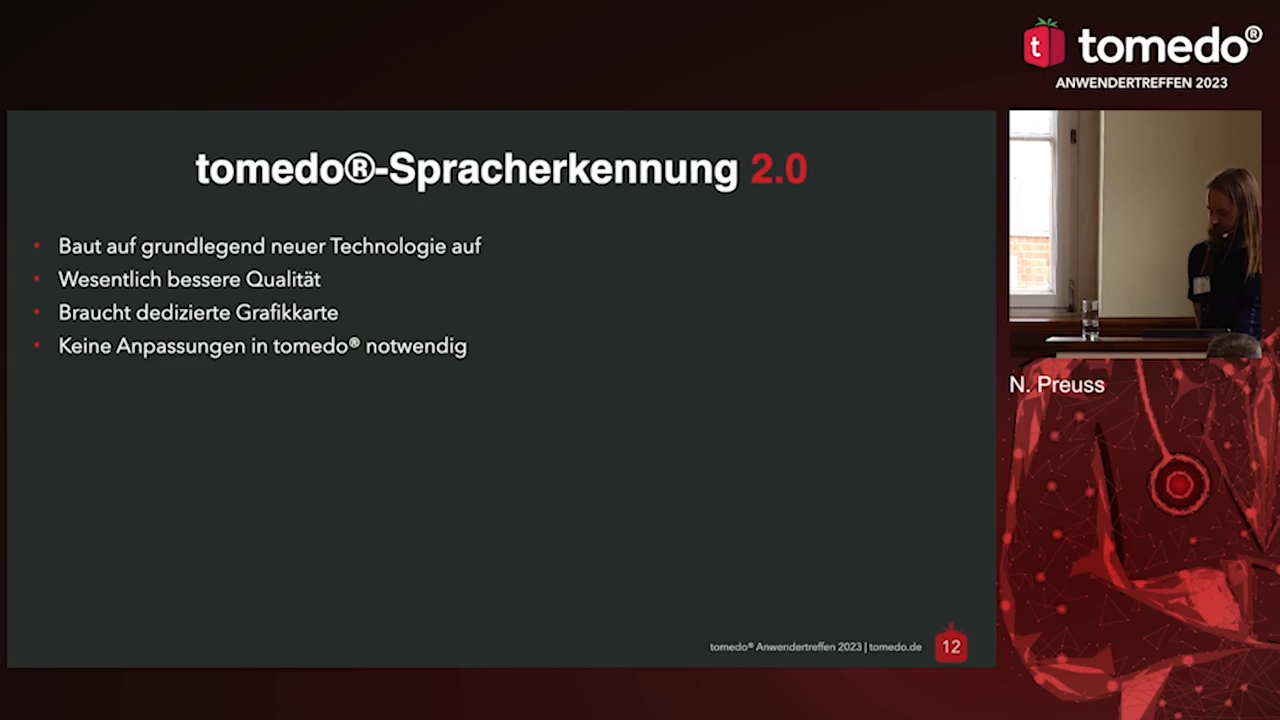 t tomedo®
ANWENDERTREFFEN 2023
tomedo®-Spracherkennung 2.0
• Baut auf grundlegend neuer Technologie auf
• Wesentlich bessere Qualität
• Braucht dedizierte Grafikkarte
• Keine Anpassungen in tomedo® notwendig
N. Preuss
tomedo® Anwendertreffen 2023 | tomedo.de 12